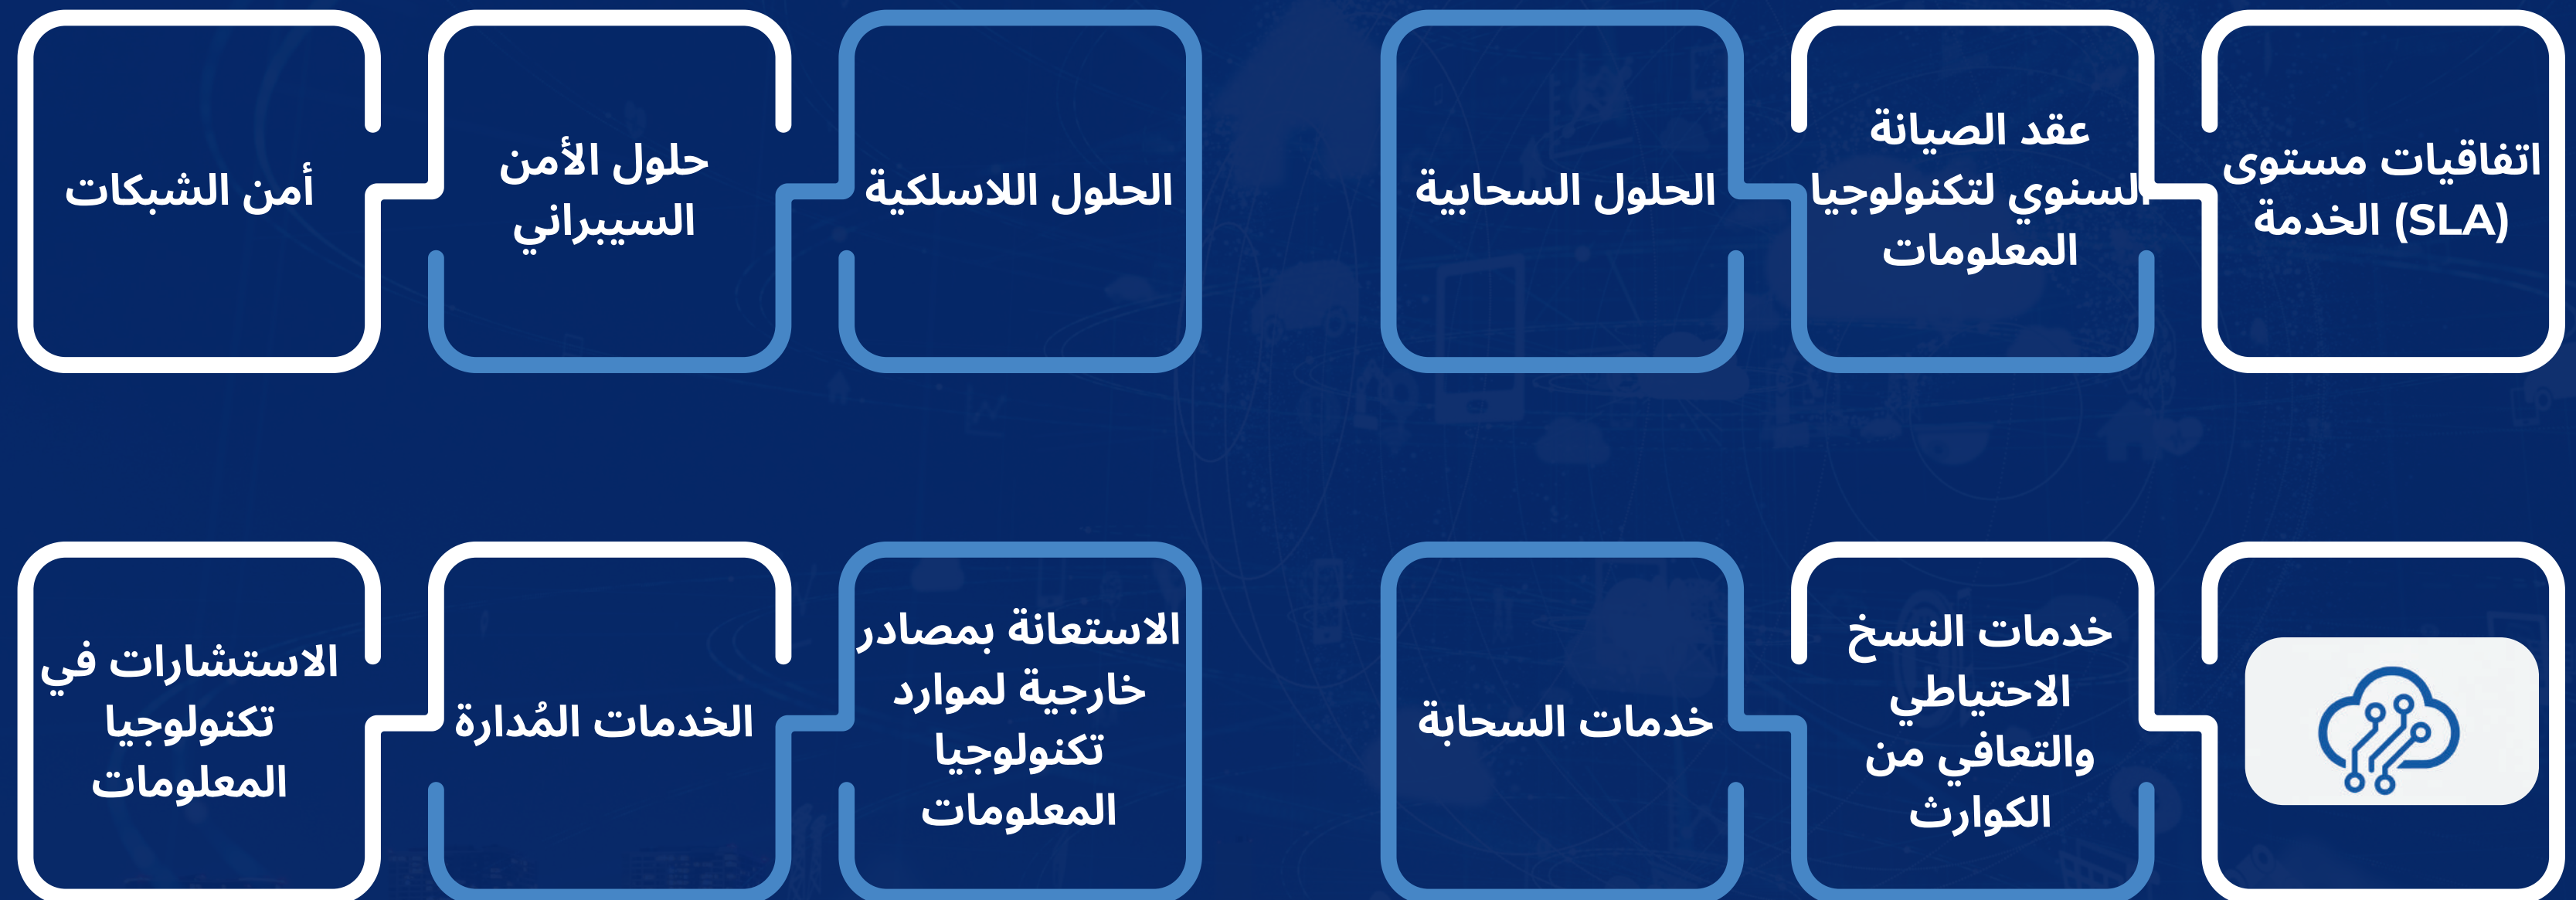 اتفاقيات مستوى
الخدمة (SLA)
عقد الصيانة
السنوي لتكنولوجيا
المعلومات
الحلول السحابية
الحلول اللاسلكية
حلول الأمن
السيبراني
أمن الشبكات
خدمات النسخ
الاحتياطي
والتعافي من
الكوارث
خدمات السحابة
الاستعانة بمصادر
خارجية لموارد
تكنولوجيا
المعلومات
الخدمات المُدارة
الاستشارات في
تكنولوجيا
المعلومات